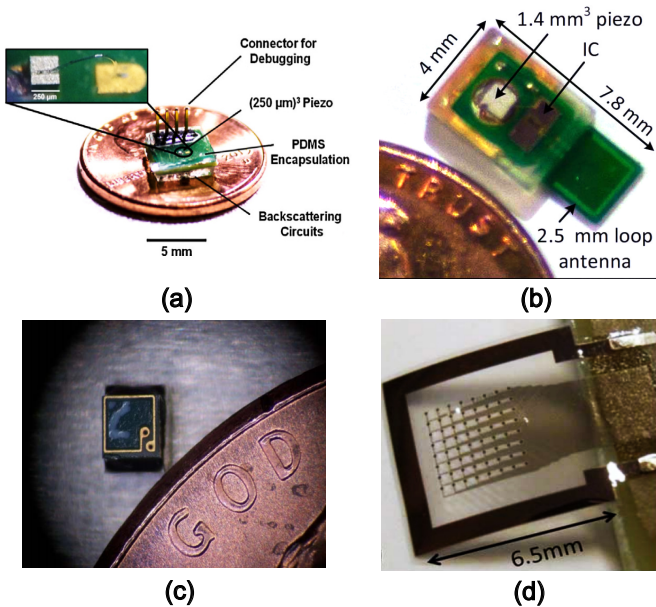 Connector for
Debugging
250 µm
(250 µm)³ Piezo
PDMS
Encapsulation
Backscattering
Circuits
5 mm
(a)
1.4 mm³ piezo
IC
4 mm
7.8 mm
TRUST
2.5 mm loop
antenna
(b)
GOD
(c)
6.5mm
(d)